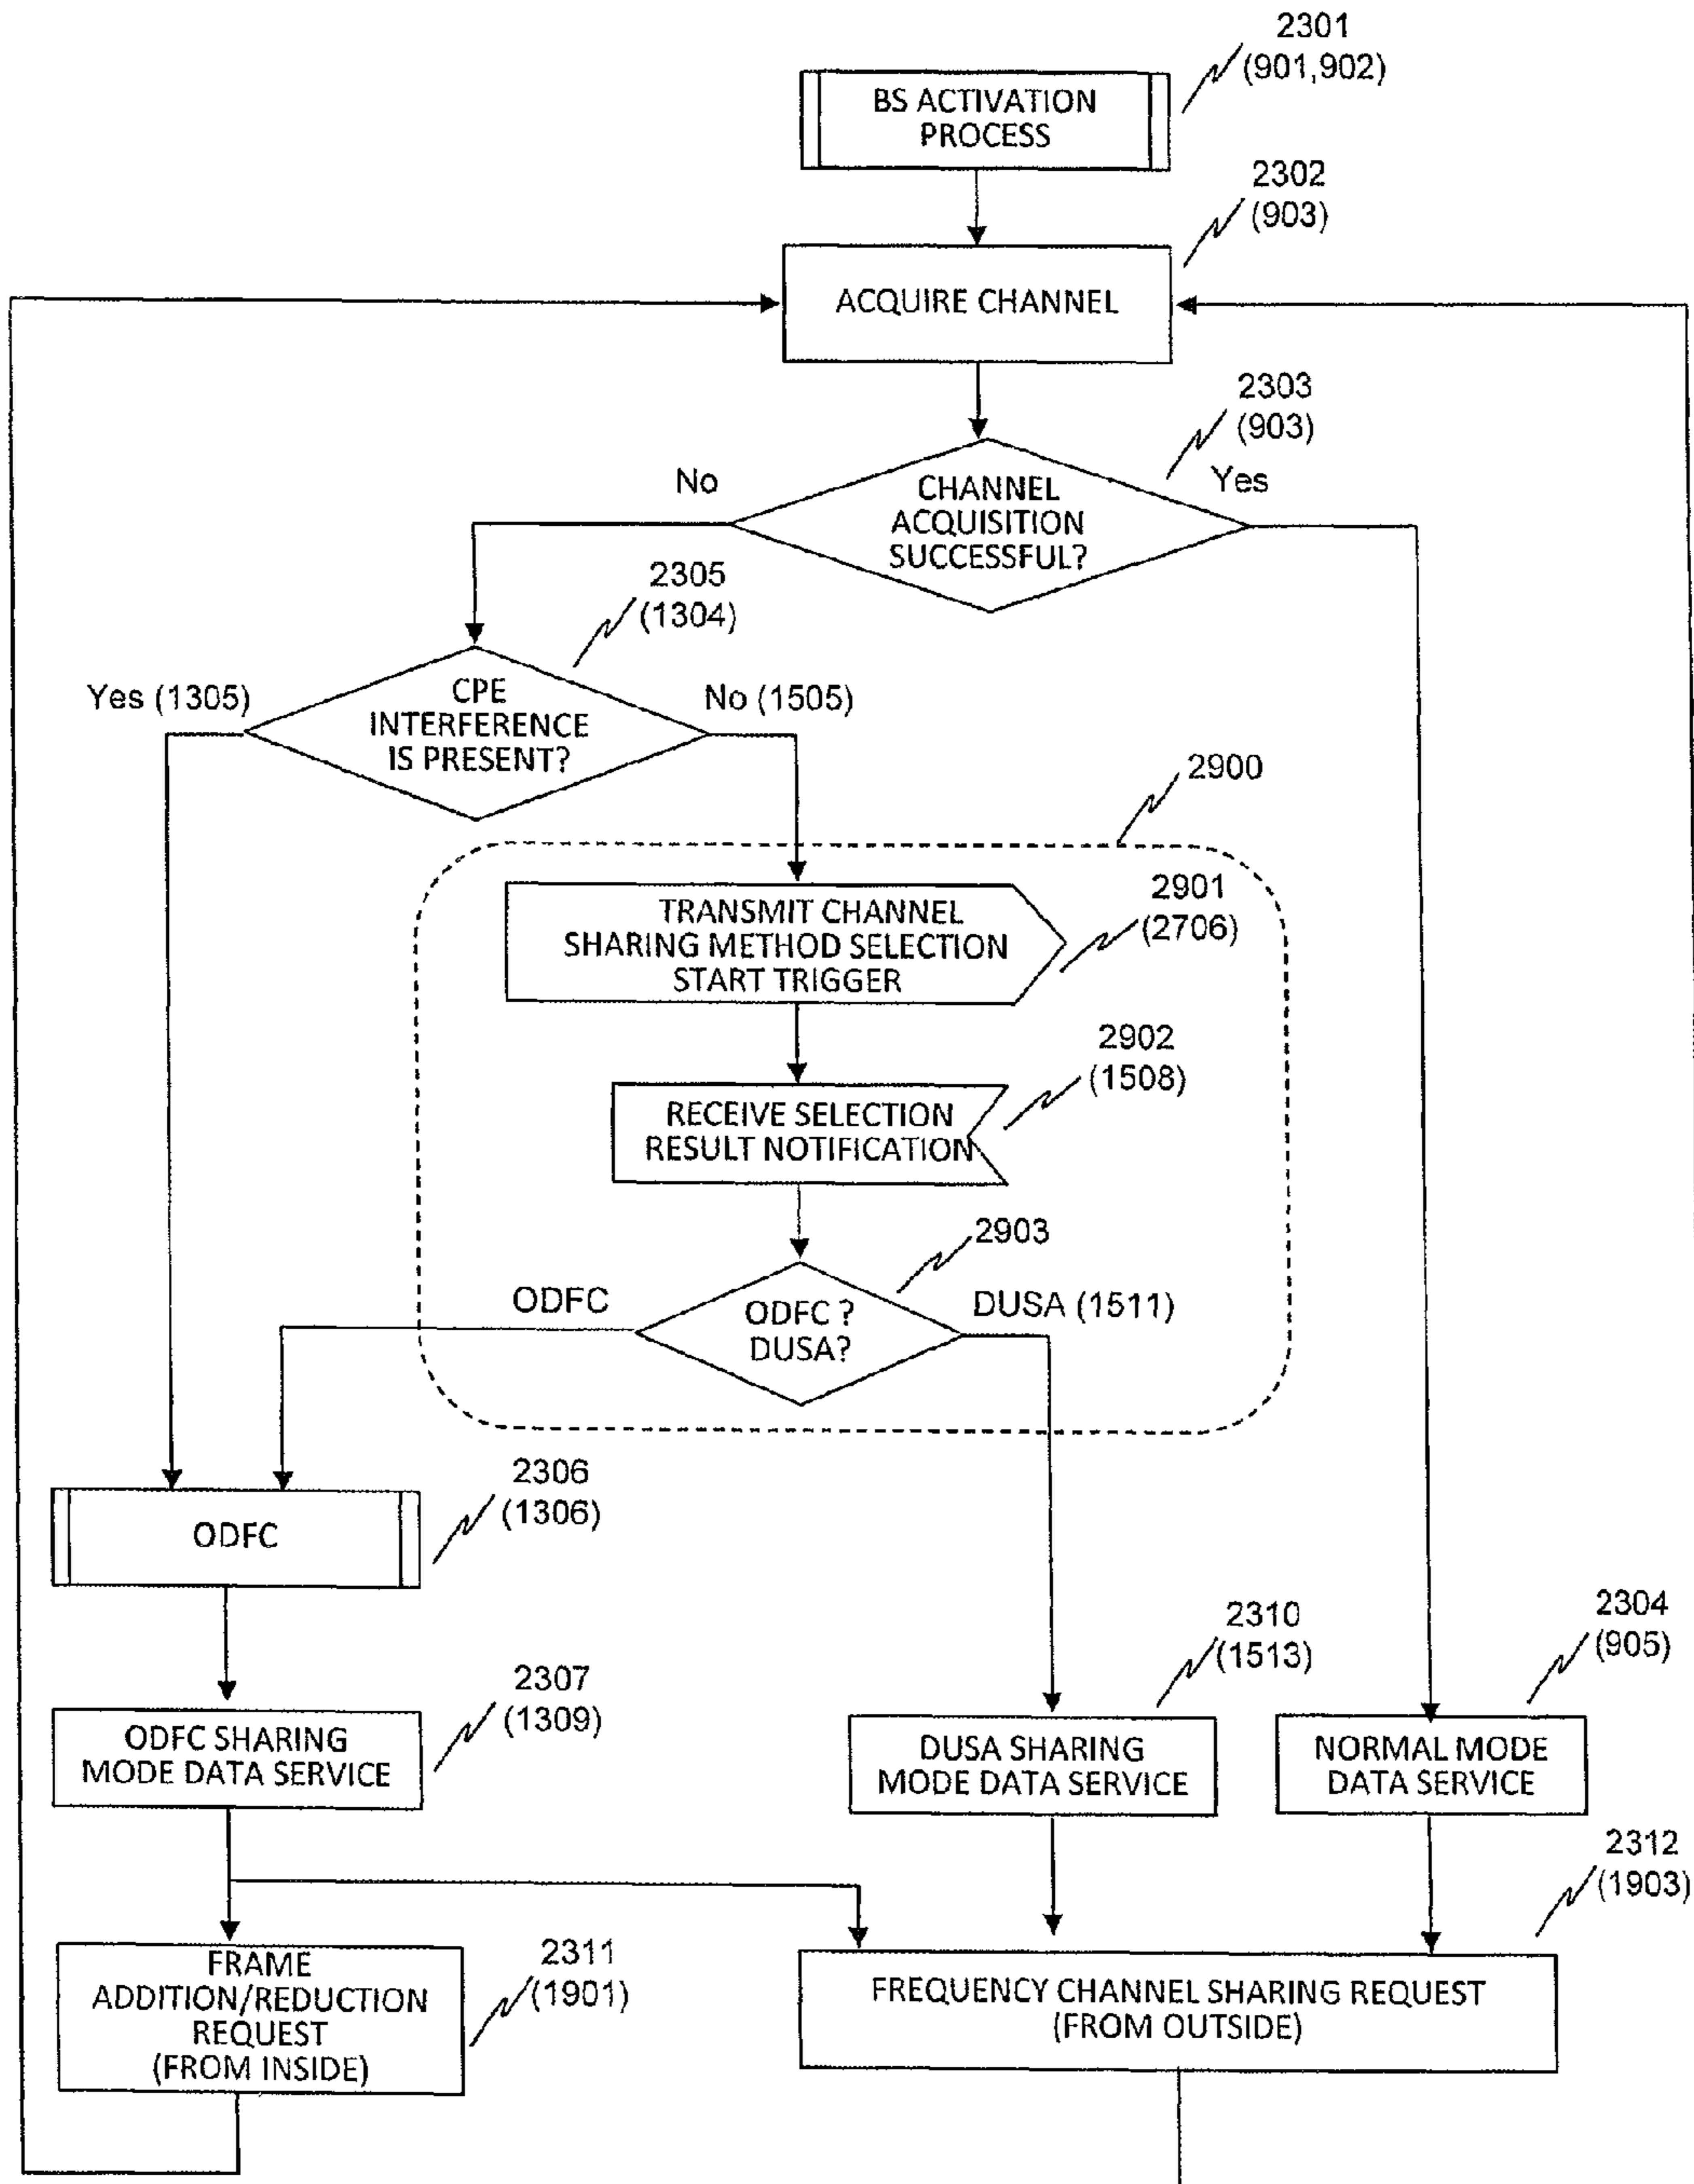 2301
(901,902)
BS ACTIVATION
PROCESS
2302
(903)
ACQUIRE CHANNEL
2303
(903)
No
Yes
CHANNEL
ACQUISITION
SUCCESSFUL?
2305
(1304)
Yes (1305)
No (1505)
CPE
INTERFERENCE
IS PRESENT?
2900
TRANSMIT CHANNEL
SHARING METHOD SELECTION
START TRIGGER
2901
(2706)
2902
(1508)
RECEIVE SELECTION
RESULT NOTIFICATION
2903
ODFC
DUSA (1511)
ODFC ?
DUSA?
2306
(1306)
ODFC
2307
(1309)
ODFC SHARING
MODE DATA SERVICE
2310
(1513)
DUSA SHARING
MODE DATA SERVICE
2304
(905)
NORMAL MODE
DATA SERVICE
2312
(1903)
FRAME
ADDITION/REDUCTION
REQUEST
(FROM INSIDE)
2311
(1901)
FREQUENCY CHANNEL SHARING REQUEST
(FROM OUTSIDE)